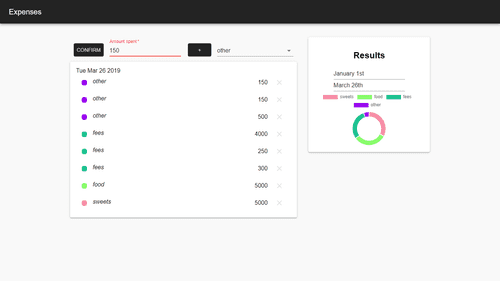 Expenses
CONFIRM
Amount spent *
150
+
other
Tue Mar 26 2019
other 150
other 150
other 500
fees 4000
fees 250
fees 300
food 5000
sweets 5000
Results
January 1st
March 26th
sweets food fees
other